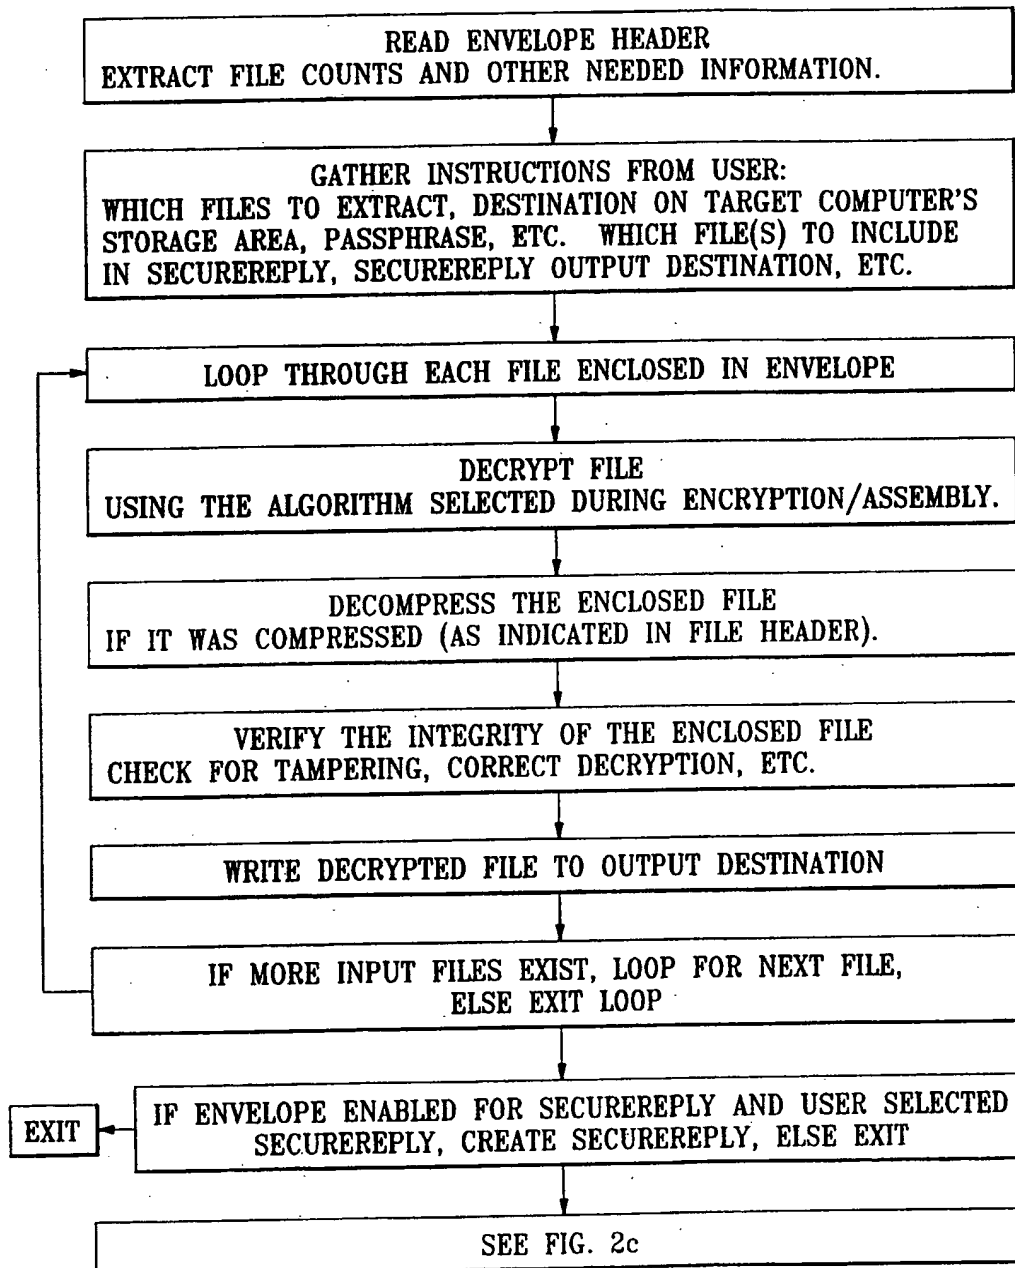 READ ENVELOPE HEADER
EXTRACT FILE COUNTS AND OTHER NEEDED INFORMATION.
GATHER INSTRUCTIONS FROM USER:
WHICH FILES TO EXTRACT, DESTINATION ON TARGET COMPUTER'S
STORAGE AREA, PASSPHRASE, ETC. WHICH FILE(S) TO INCLUDE
IN SECUREREPLY, SECUREREPLY OUTPUT DESTINATION, ETC.
LOOP THROUGH EACH FILE ENCLOSED IN ENVELOPE
DECRYPT FILE
USING THE ALGORITHM SELECTED DURING ENCRYPTION/ASSEMBLY.
DECOMPRESS THE ENCLOSED FILE
IF IT WAS COMPRESSED (AS INDICATED IN FILE HEADER).
VERIFY THE INTEGRITY OF THE ENCLOSED FILE
CHECK FOR TAMPERING, CORRECT DECRYPTION, ETC.
WRITE DECRYPTED FILE TO OUTPUT DESTINATION
IF MORE INPUT FILES EXIST, LOOP FOR NEXT FILE,
ELSE EXIT LOOP
IF ENVELOPE ENABLED FOR SECUREREPLY AND USER SELECTED
SECUREREPLY, CREATE SECUREREPLY, ELSE EXIT
EXIT
SEE FIG. 2c